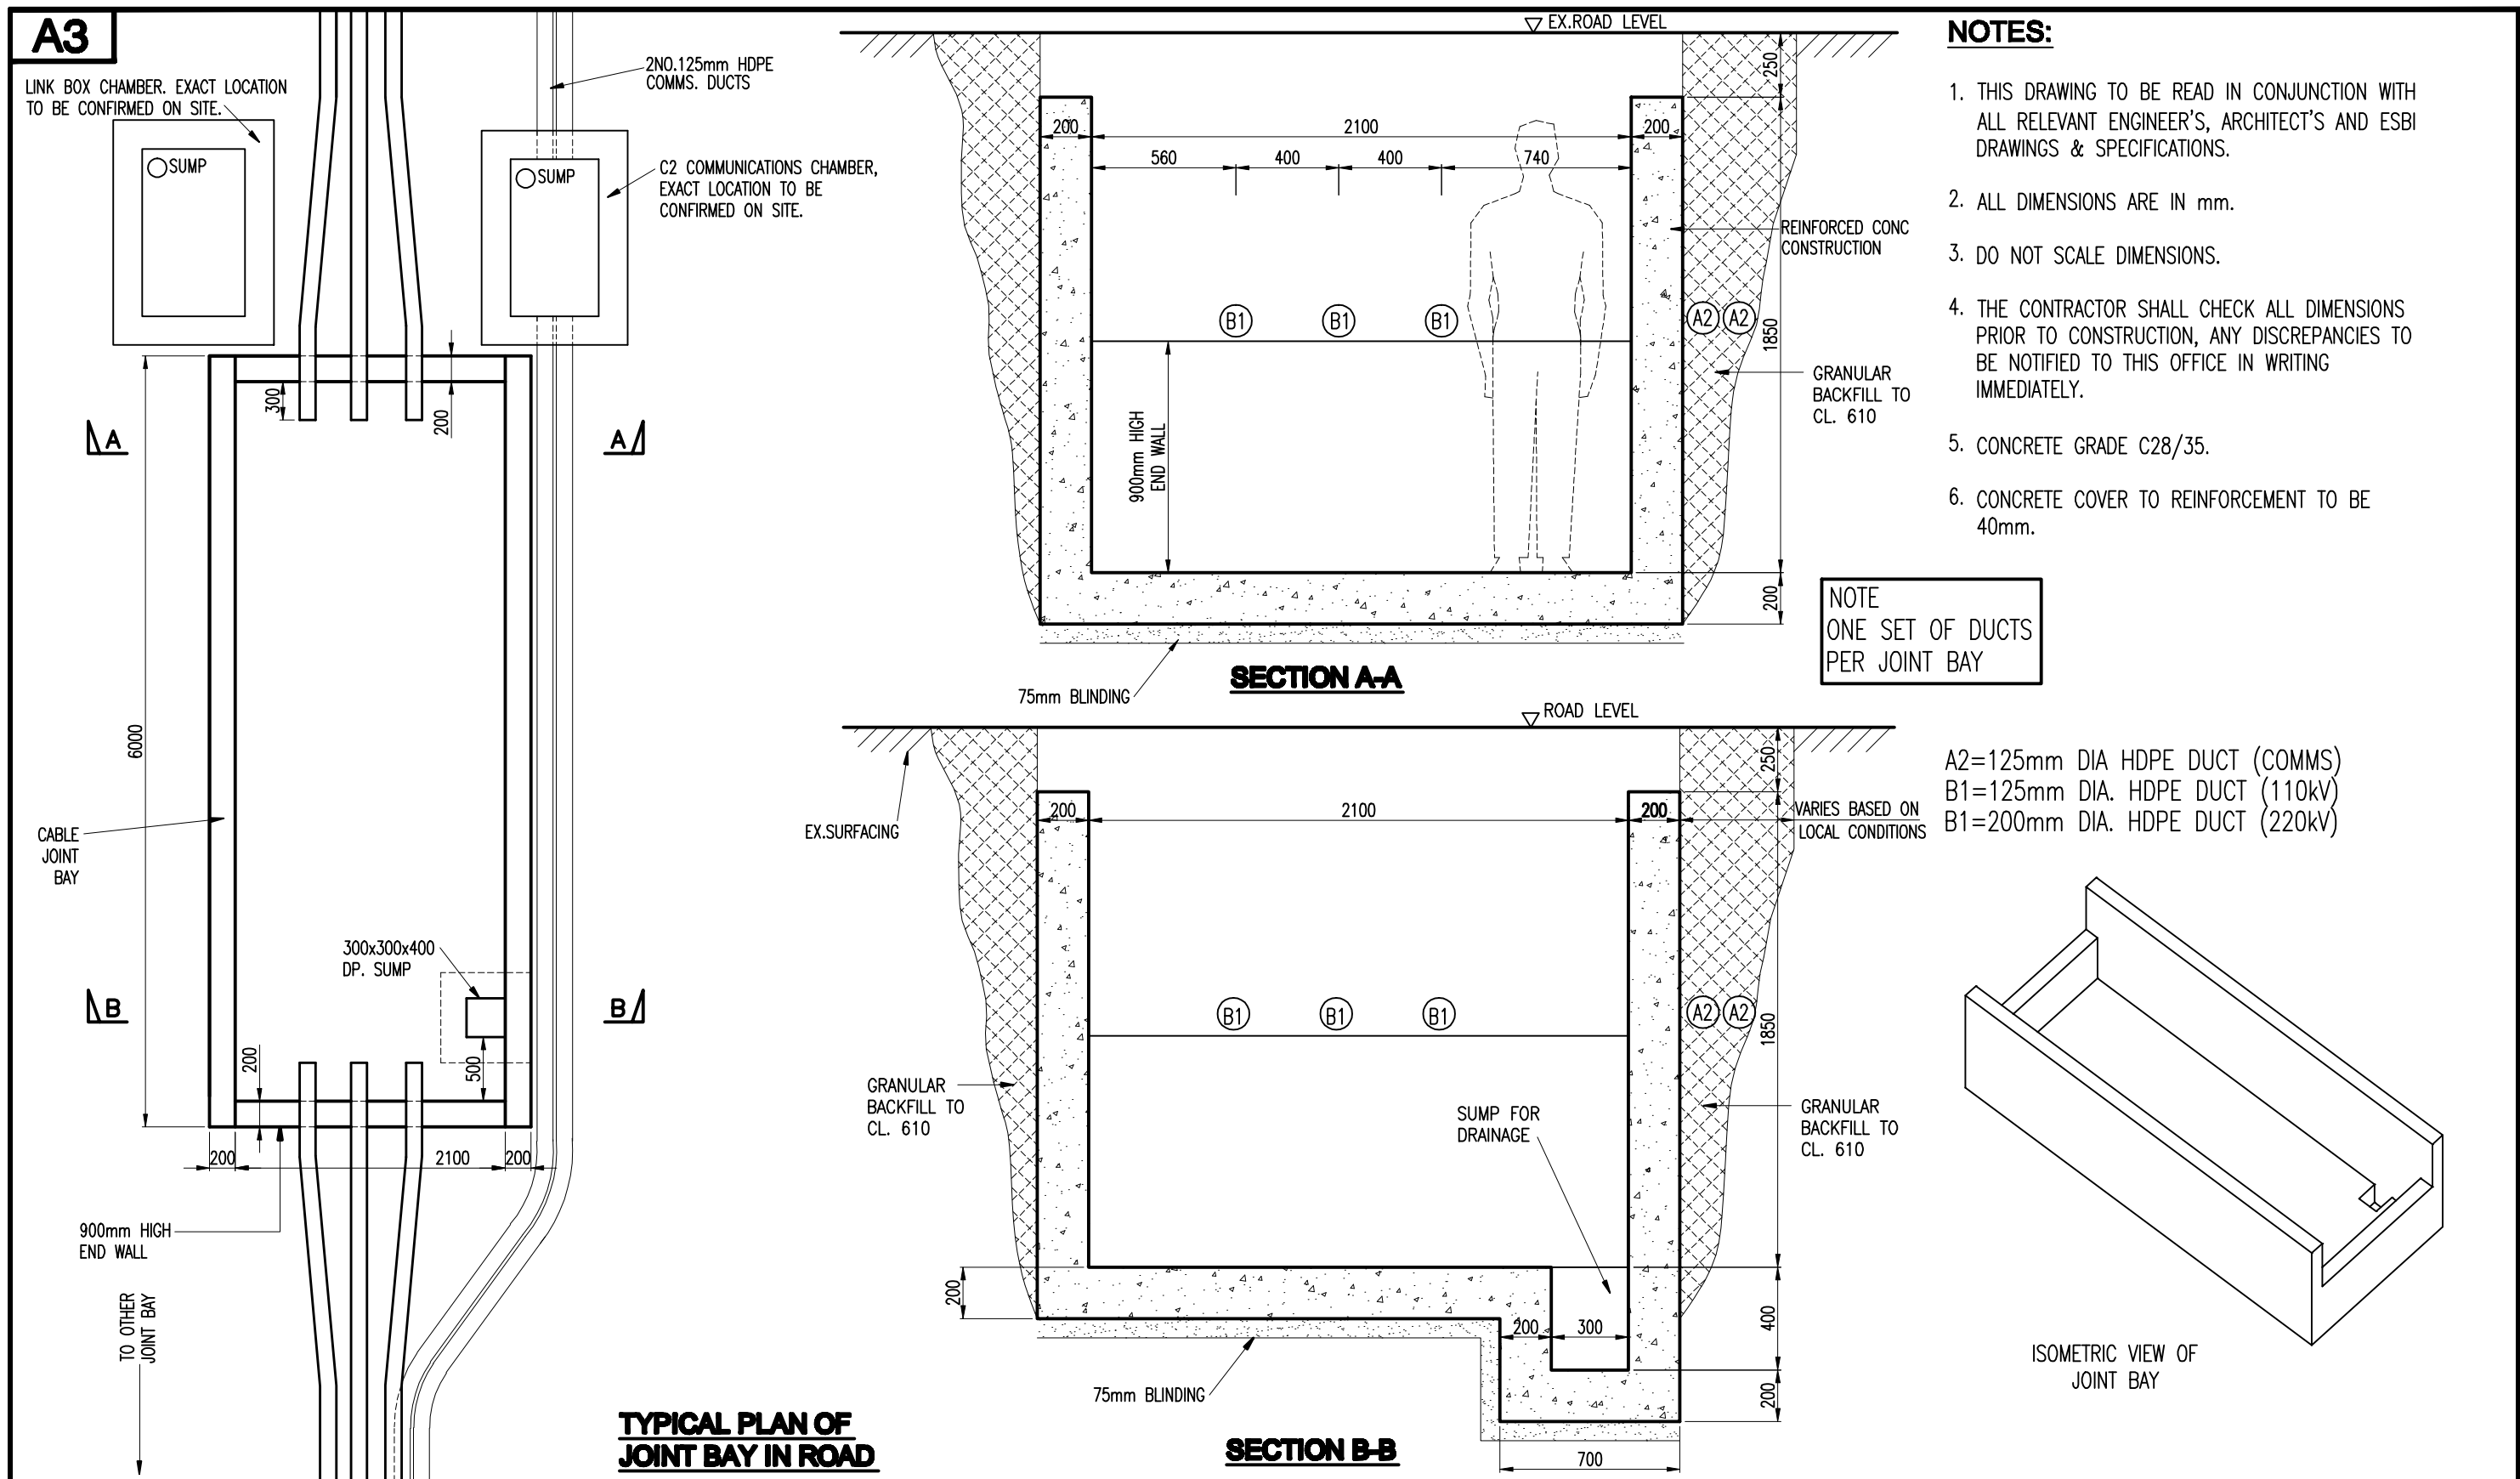 A3
LINK BOX CHAMBER. EXACT LOCATION
TO BE CONFIRMED ON SITE.
SUMP
2NO.125mm HDPE
COMMS. DUCTS
SUMP
C2 COMMUNICATIONS CHAMBER,
EXACT LOCATION TO BE
CONFIRMED ON SITE.
300
200
A
A
6000
CABLE
JOINT
BAY
300x300x400
DP. SUMP
B
B
200
500
200
2100
200
900mm HIGH
END WALL
TO OTHER
JOINT BAY
TYPICAL PLAN OF
JOINT BAY IN ROAD
EX.ROAD LEVEL
250
200
2100
200
560
400
400
740
REINFORCED CONC
CONSTRUCTION
B1
B1
B1
A2
A2
1850
GRANULAR
BACKFILL TO
CL. 610
900mm HIGH
END WALL
200
75mm BLINDING
SECTION A-A
ROAD LEVEL
250
EX.SURFACING
200
2100
200
VARIES BASED ON
LOCAL CONDITIONS
B1
B1
B1
A2
A2
1850
GRANULAR
BACKFILL TO
CL. 610
SUMP FOR
DRAINAGE
GRANULAR
BACKFILL TO
CL. 610
200
200
300
400
200
75mm BLINDING
700
SECTION B-B
NOTES:
1. THIS DRAWING TO BE READ IN CONJUNCTION WITH
ALL RELEVANT ENGINEER'S, ARCHITECT'S AND ESBI
DRAWINGS & SPECIFICATIONS.
2. ALL DIMENSIONS ARE IN mm.
3. DO NOT SCALE DIMENSIONS.
4. THE CONTRACTOR SHALL CHECK ALL DIMENSIONS
PRIOR TO CONSTRUCTION, ANY DISCREPANCIES TO
BE NOTIFIED TO THIS OFFICE IN WRITING
IMMEDIATELY.
5. CONCRETE GRADE C28/35.
6. CONCRETE COVER TO REINFORCEMENT TO BE
40mm.
NOTE
ONE SET OF DUCTS
PER JOINT BAY
A2=125mm DIA HDPE DUCT (COMMS)
B1=125mm DIA. HDPE DUCT (110kV)
B1=200mm DIA. HDPE DUCT (220kV)
ISOMETRIC VIEW OF
JOINT BAY